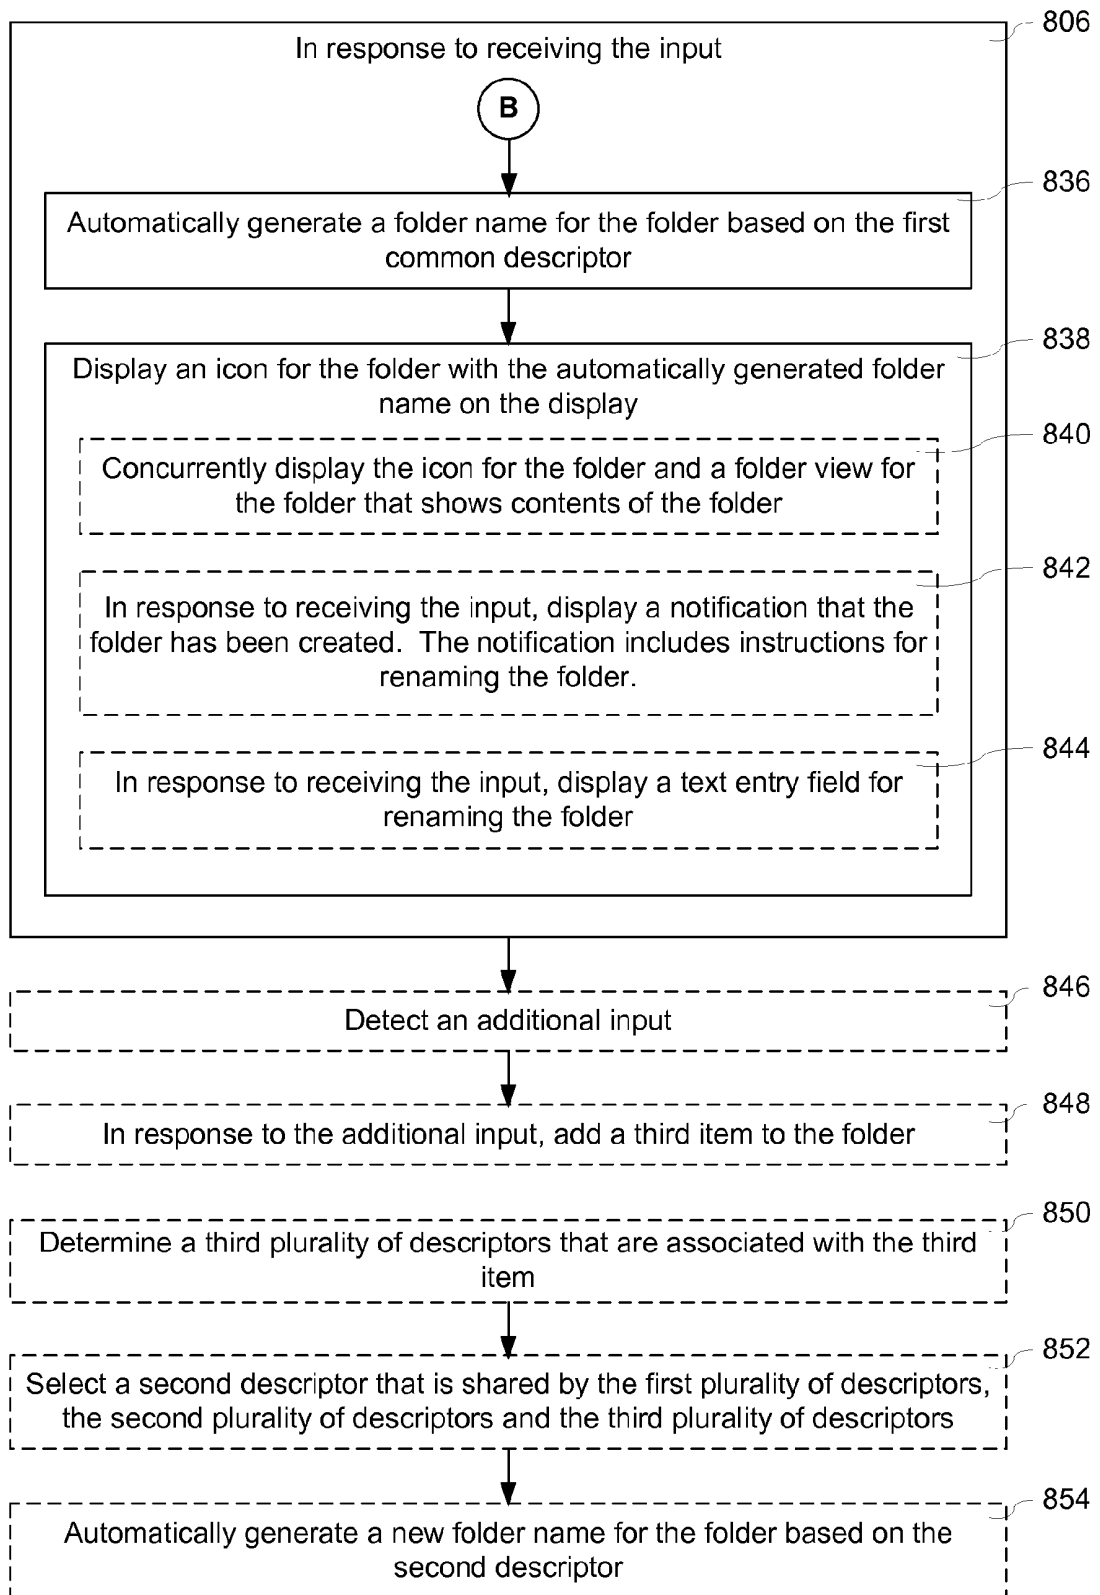 806
In response to receiving the input
B
836
Automatically generate a folder name for the folder based on the first
common descriptor
838
Display an icon for the folder with the automatically generated folder
name on the display
840
Concurrently display the icon for the folder and a folder view for
the folder that shows contents of the folder
842
In response to receiving the input, display a notification that the
folder has been created.  The notification includes instructions for
renaming the folder.
844
In response to receiving the input, display a text entry field for
renaming the folder
846
Detect an additional input
848
In response to the additional input, add a third item to the folder
850
Determine a third plurality of descriptors that are associated with the third
item
852
Select a second descriptor that is shared by the first plurality of descriptors,
the second plurality of descriptors and the third plurality of descriptors
854
Automatically generate a new folder name for the folder based on the
second descriptor